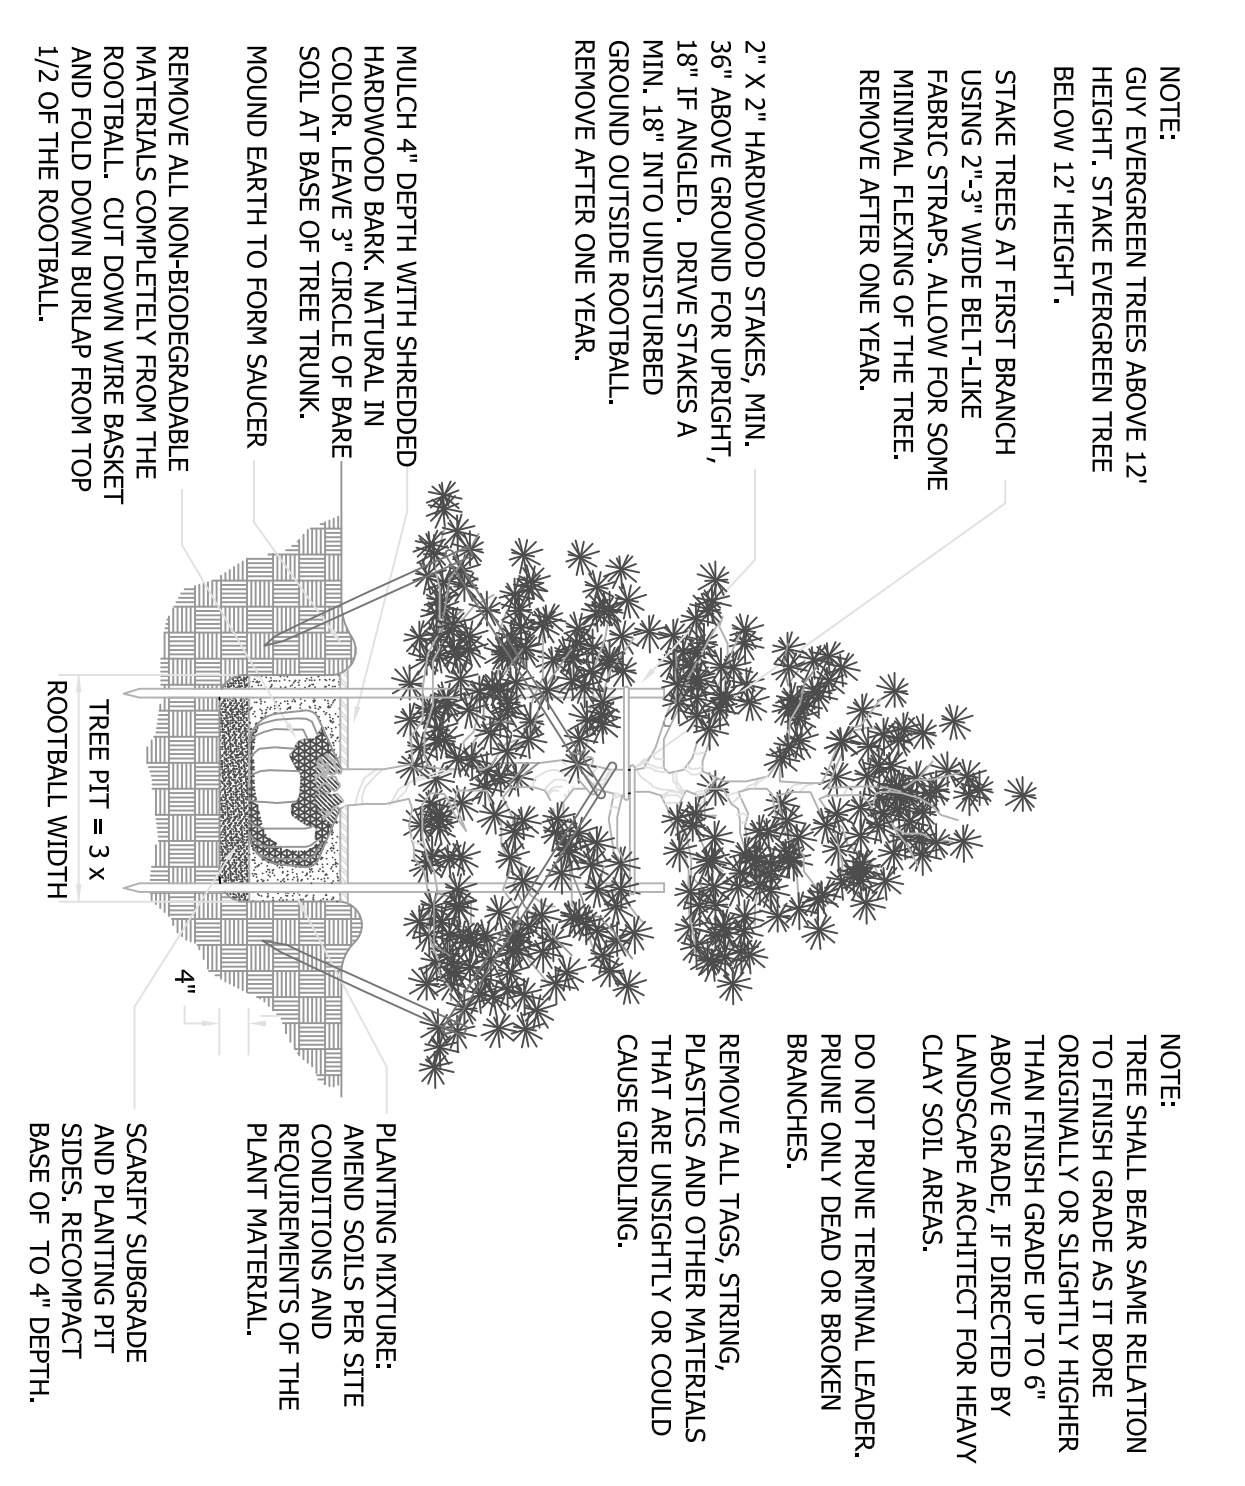 NOTE:
GUY EVERGREEN TREES ABOVE 12'
HEIGHT. STAKE EVERGREEN TREE
BELOW 12' HEIGHT.
STAKE TREES AT FIRST BRANCH
USING 2"-3" WIDE BELT-LIKE
FABRIC STRAPS. ALLOW FOR SOME
MINIMAL FLEXING OF THE TREE.
REMOVE AFTER ONE YEAR.
2" X 2" HARDWOOD STAKES, MIN.
36" ABOVE GROUND FOR UPRIGHT,
18" IF ANGLED. DRIVE STAKES A
MIN. 18" INTO UNDISTURBED
GROUND OUTSIDE ROOTBALL.
REMOVE AFTER ONE YEAR.
MULCH 4" DEPTH WITH SHREDDED
HARDWOOD BARK. NATURAL IN
COLOR. LEAVE 3" CIRCLE OF BARE
SOIL AT BASE OF TREE TRUNK.
MOUND EARTH TO FORM SAUCER
REMOVE ALL NON-BIODEGRADABLE
MATERIALS COMPLETELY FROM THE
ROOTBALL. CUT DOWN WIRE BASKET
AND FOLD DOWN BURLAP FROM TOP
1/2 OF THE ROOTBALL.
TREE PIT = 3 x
ROOTBALL WIDTH
4"
NOTE:
TREE SHALL BEAR SAME RELATION
TO FINISH GRADE AS IT BORE
ORIGINALLY OR SLIGHTLY HIGHER
THAN FINISH GRADE UP TO 6"
ABOVE GRADE, IF DIRECTED BY
LANDSCAPE ARCHITECT FOR HEAVY
CLAY SOIL AREAS.
DO NOT PRUNE TERMINAL LEADER.
PRUNE ONLY DEAD OR BROKEN
BRANCHES.
REMOVE ALL TAGS, STRING,
PLASTICS AND OTHER MATERIALS
THAT ARE UNSIGHTLY OR COULD
CAUSE GIRDLING.
PLANTING MIXTURE:
AMEND SOILS PER SITE
CONDITIONS AND
REQUIREMENTS OF THE
PLANT MATERIAL.
SCARIFY SUBGRADE
AND PLANTING PIT
SIDES. RECOMPACT
BASE OF TO 4" DEPTH.